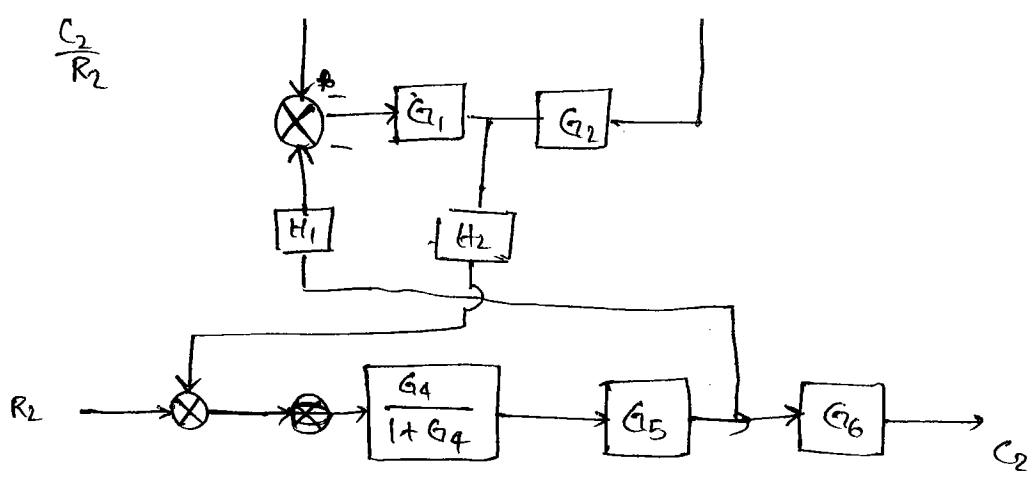 C₂
R₂
−
G₁
G₂
−
H₁
H₂
R₂
G₄
1 + G₄
G₅
G₆
C₂